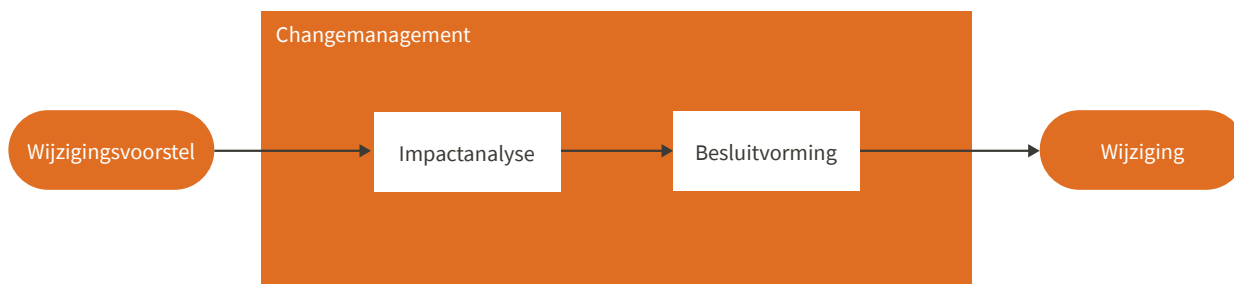 Changemanagement
Wijzigingsvoorstel
Impactanalyse
Besluitvorming
Wijziging